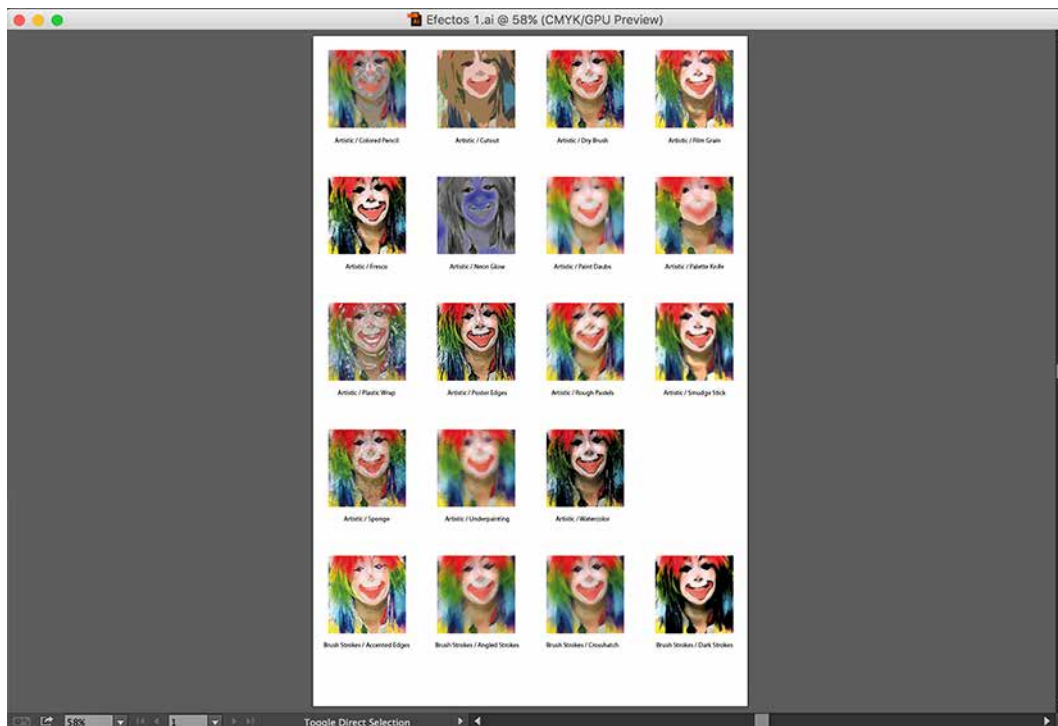 Efectos 1.ai @ 58% (CMYK/GPU Preview)
Artistic / Colored Pencil
Artistic / Cutout
Artistic / Dry Brush
Artistic / Film Grain
Artistic / Fresco
Artistic / Neon Glow
Artistic / Paint Daubs
Artistic / Palette Knife
Artistic / Plastic Wrap
Artistic / Poster Edges
Artistic / Rough Pastels
Artistic / Smudge Stick
Artistic / Sponge
Artistic / Underpainting
Artistic / Watercolor
Brush Strokes / Accented Edges
Brush Strokes / Angled Strokes
Brush Strokes / Crosshatch
Brush Strokes / Dark Strokes
58%
1
Toggle Direct Selection